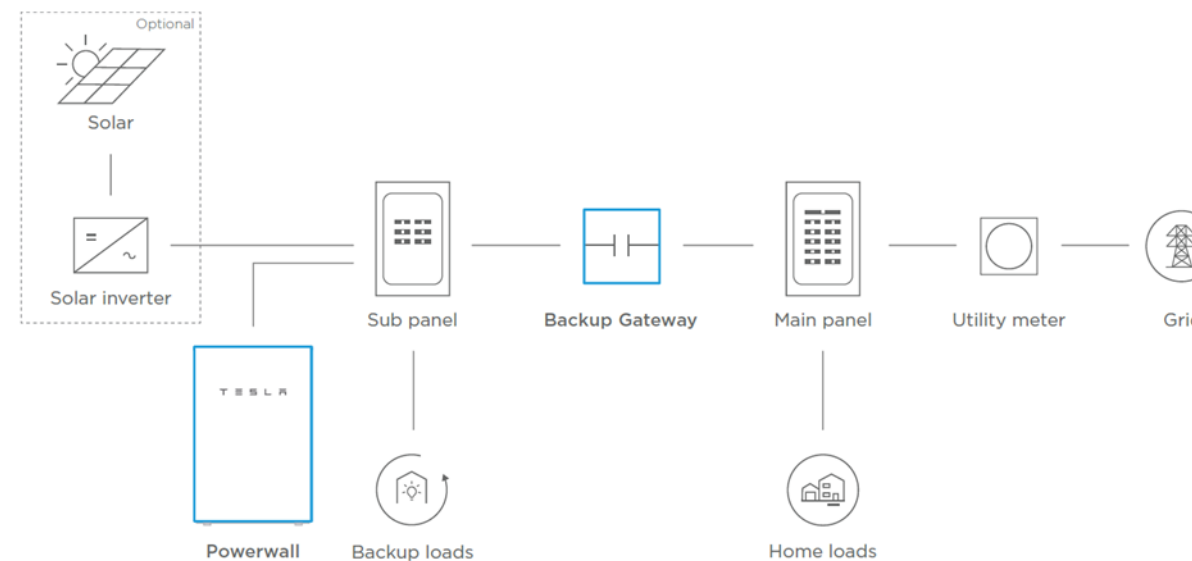 Optional
Solar
Solar inverter
Sub panel
Backup Gateway
Main panel
Utility meter
TESLA
Powerwall
Backup loads
Home loads